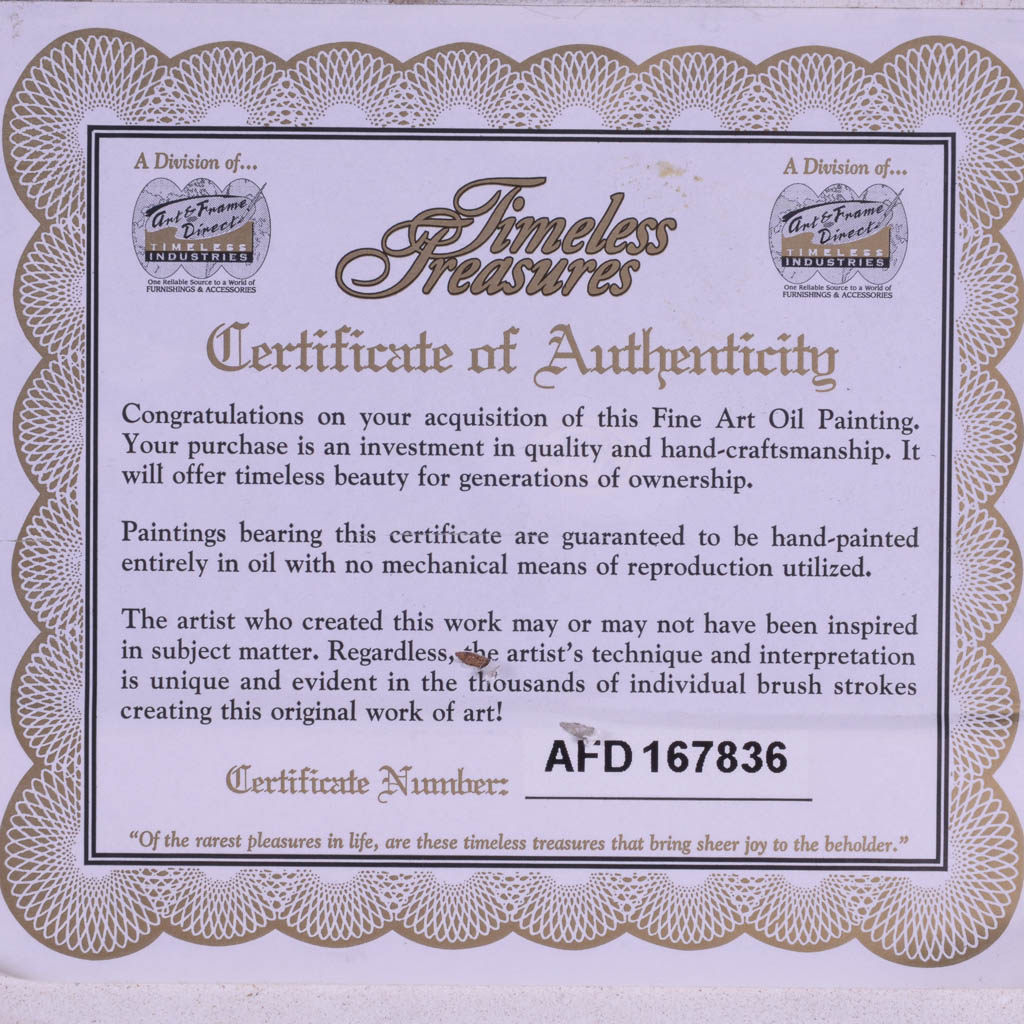 A Division of...
Art & Frame
Direct
TIMELESS
INDUSTRIES
One Reliable Source to a World of
FURNISHINGS & ACCESSORIES
Timeless
Treasures
A Division of...
Art & Frame
Direct
TIMELESS
INDUSTRIES
One Reliable Source to a World of
FURNISHINGS & ACCESSORIES
Certificate of Authenticity
Congratulations on your acquisition of this Fine Art Oil Painting.
Your purchase is an investment in quality and hand-craftsmanship. It
will offer timeless beauty for generations of ownership.
Paintings bearing this certificate are guaranteed to be hand-painted
entirely in oil with no mechanical means of reproduction utilized.
The artist who created this work may or may not have been inspired
in subject matter. Regardless, the artist's technique and interpretation
is unique and evident in the thousands of individual brush strokes
creating this original work of art!
Certificate Number: AFD 167836
"Of the rarest pleasures in life, are these timeless treasures that bring sheer joy to the beholder."